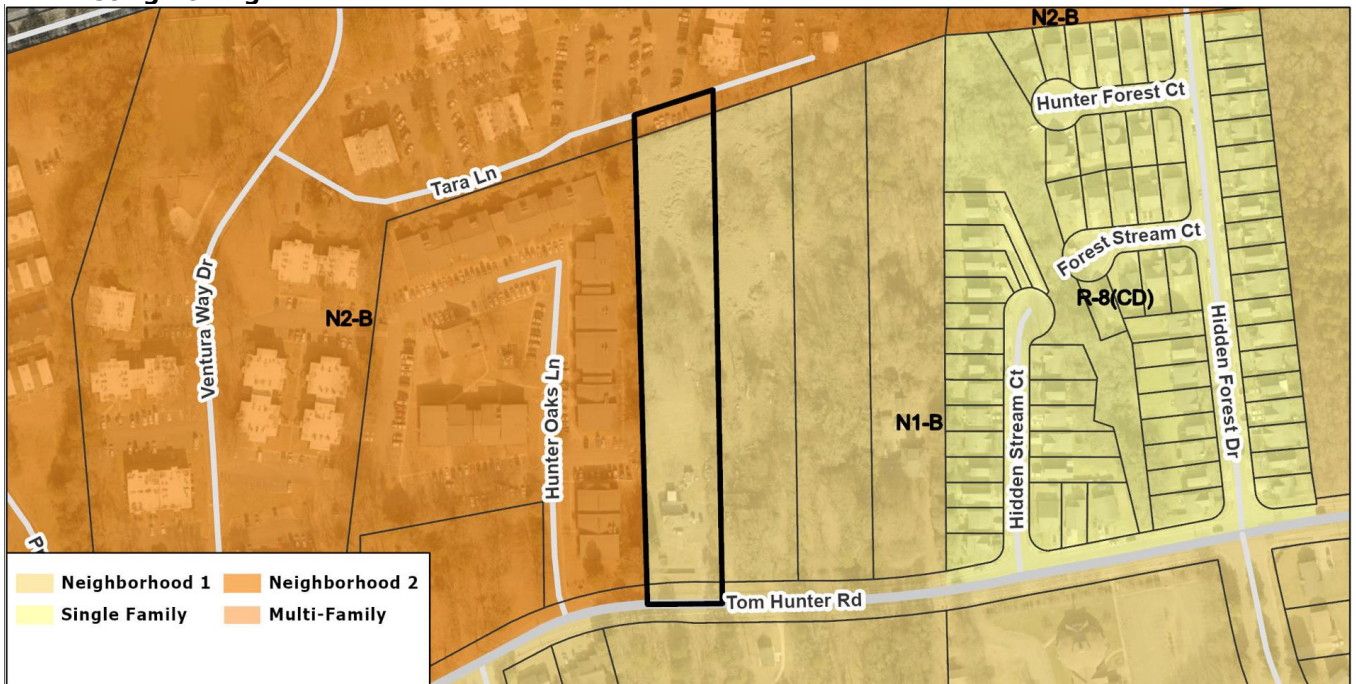 N2-B
Hunter Forest Ct
Tara Ln
Forest Stream Ct
R-8(CD)
N2-B
Ventura Way Dr
Hidden Forest Dr
Hunter Oaks Ln
N1-B
Hidden Stream Ct
Tom Hunter Rd
Neighborhood 1
Neighborhood 2
Single Family
Multi-Family